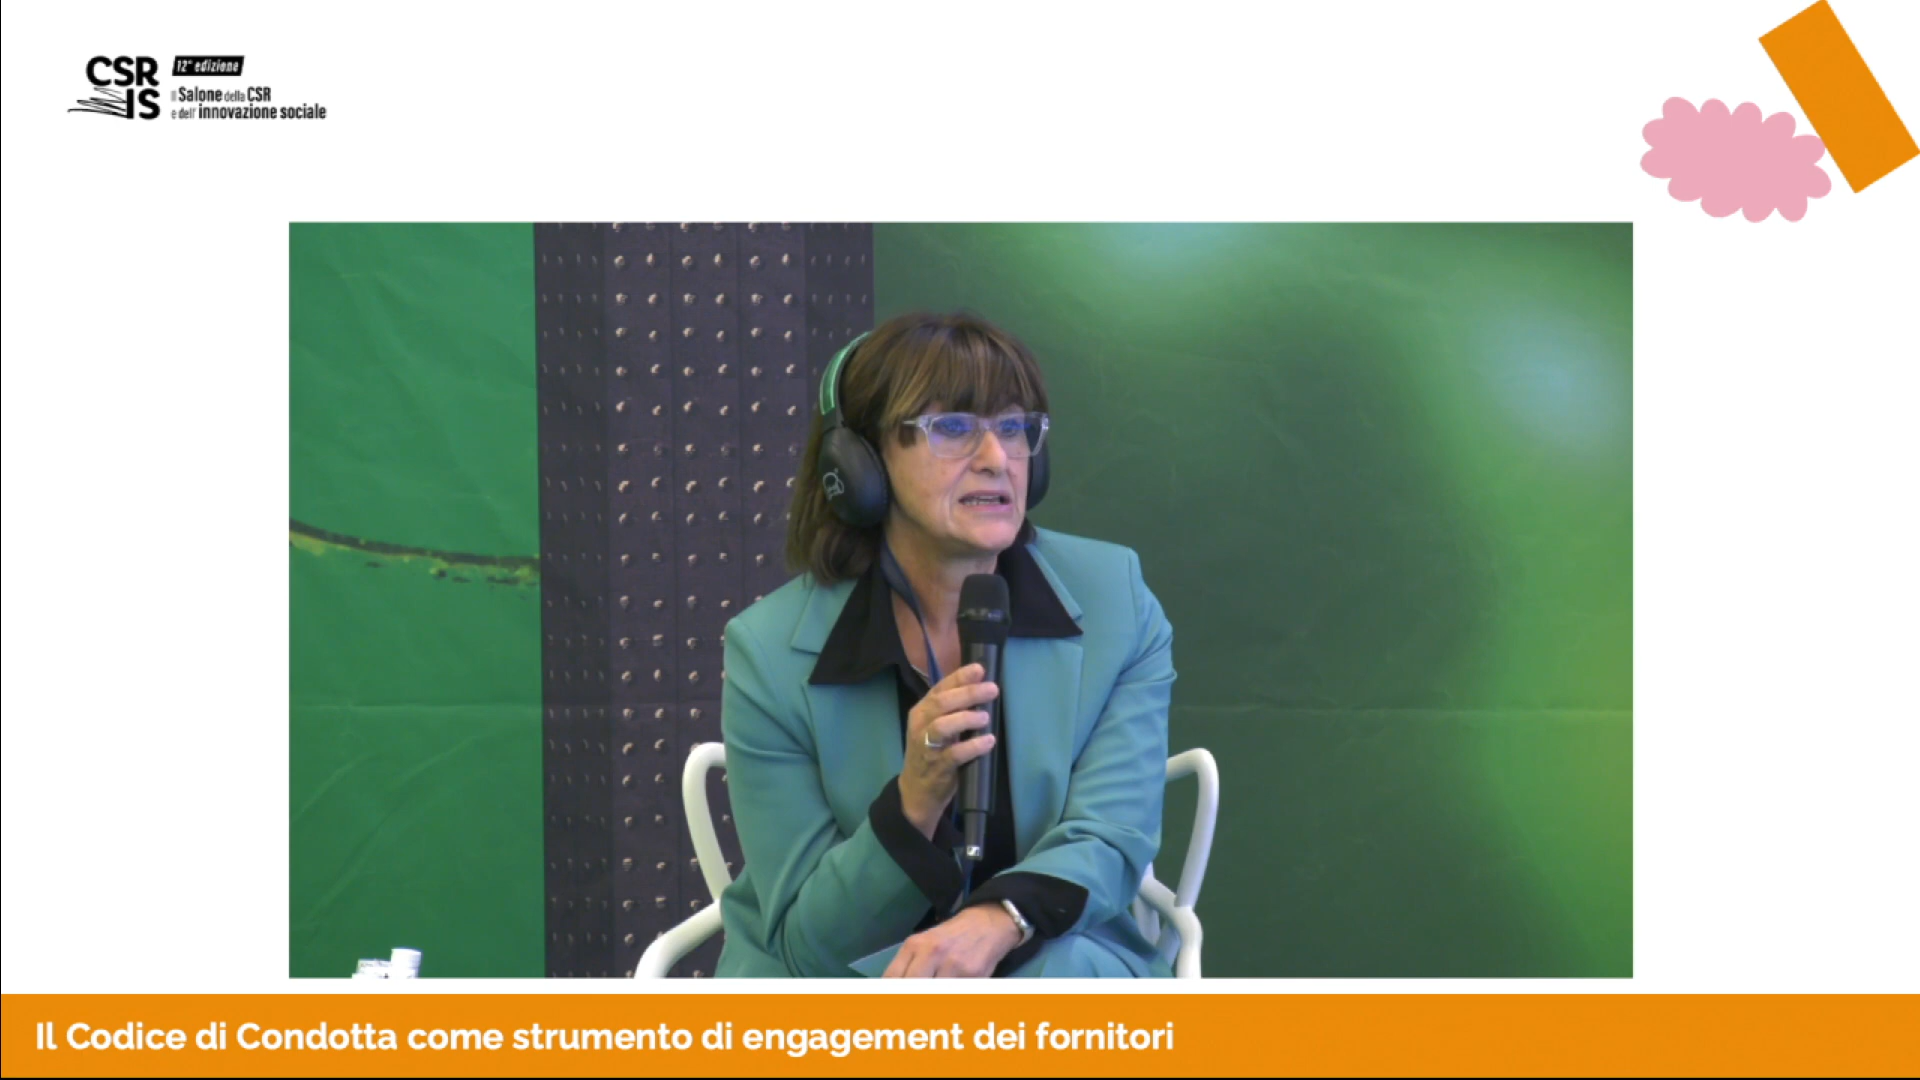 CSR
IS
12° edizione
Il Salone della CSR
e dell'innovazione sociale
Il Codice di Condotta come strumento di engagement dei fornitori